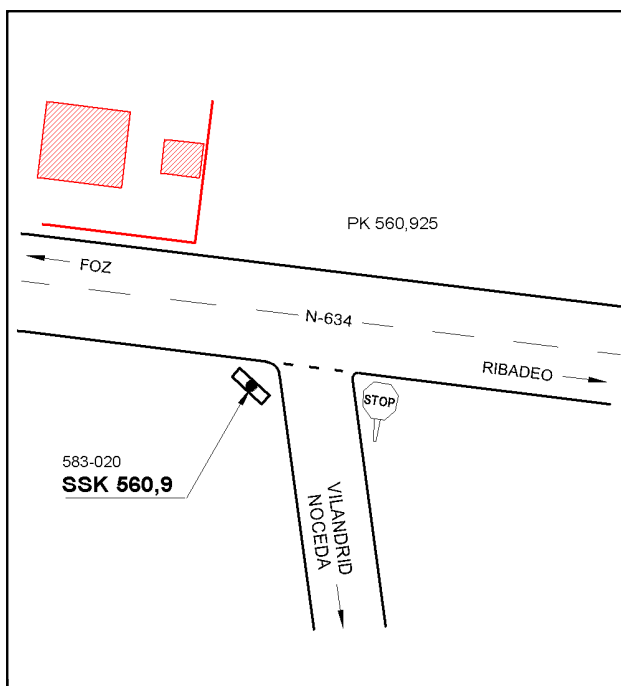 PK 560,925
FOZ
N-634
RIBADEO
STOP
583-020
SSK 560,9
VILANDRID
NOCEDA